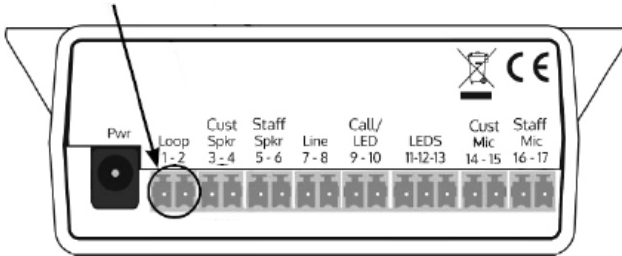 Pwr
Loop
1 - 2
Cust
Spkr
3 - 4
Staff
Spkr
5 - 6
Line
7 - 8
Call/
LED
9 - 10
LEDS
11-12-13
Cust
Mic
14 - 15
Staff
Mic
16 - 17
CE